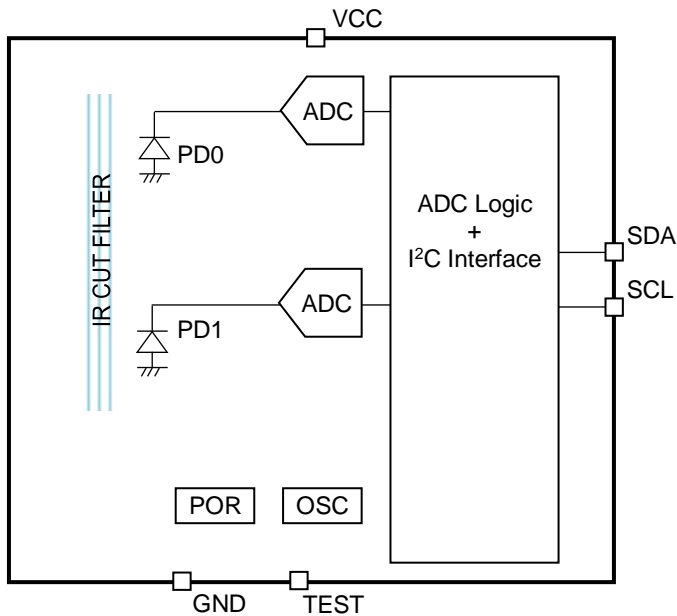 VCC
ADC
PD0
IR CUT FILTER
ADC Logic
+
I²C Interface
SDA
SCL
ADC
PD1
POR
OSC
GND
TEST